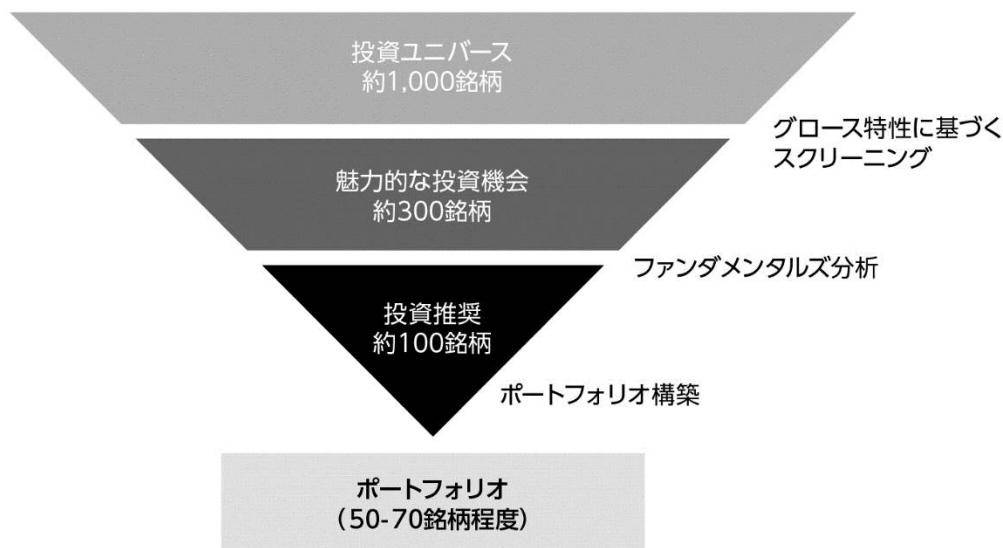 投資ユニバース
約1,000銘柄
グロース特性に基づく
スクリーニング
魅力的な投資機会
約300銘柄
ファンダメンタルズ分析
投資推奨
約100銘柄
ポートフォリオ構築
ポートフォリオ
（50-70銘柄程度）